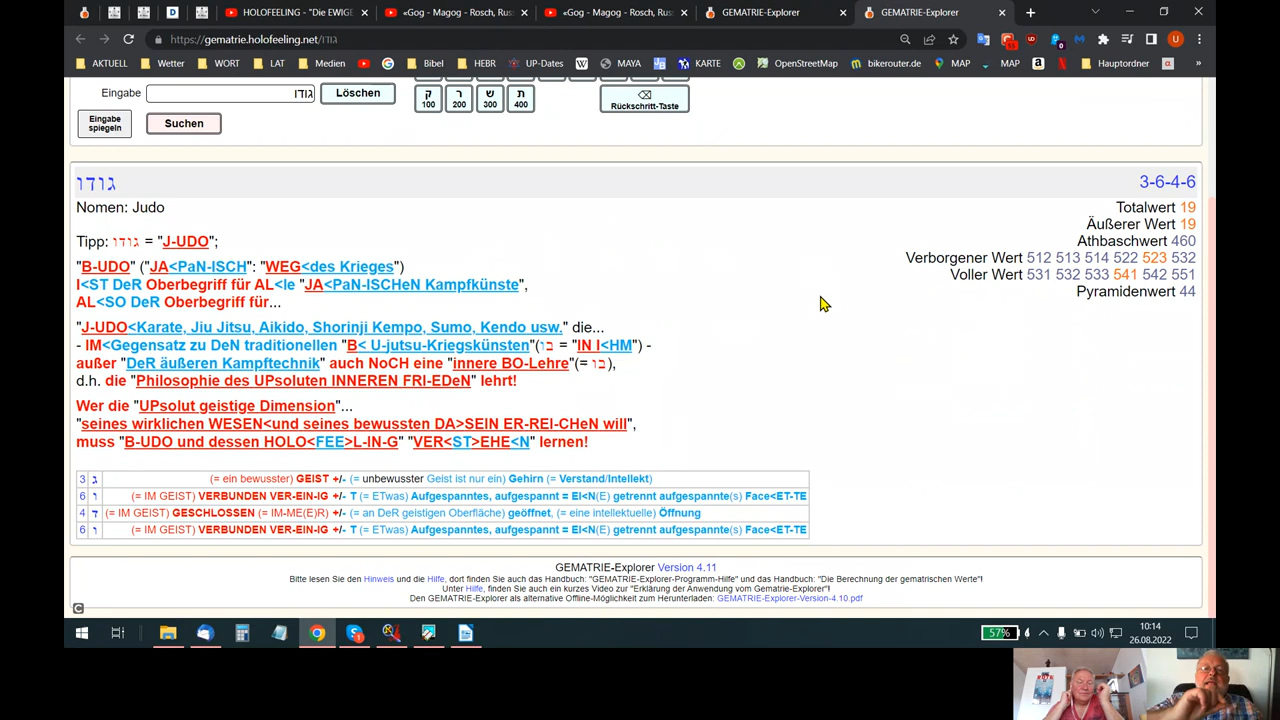 HOLOFEELING - "Die EWIGE
«Gog - Magog - Rosch, Rus
«Gog - Magog - Rosch, Rus
GEMATRIE-Explorer
GEMATRIE-Explorer
https://gematrie.holofeeling.net/גודו
AKTUELL Wetter WORT LAT Medien Bibel HEBR UP-Dates MAYA KARTE OpenStreetMap bikerouter.de MAP MAP Hauptordner »
Eingabe גודו Löschen ק ר ש ת Rückschritt-Taste
100 200 300 400
Eingabe spiegeln Suchen
גודו 3-6-4-6
Nomen: Judo
Totalwert 19
Äußerer Wert 19
Athbaschwert 460
Verborgener Wert 512 513 514 522 523 532
Voller Wert 531 532 533 541 542 551
Pyramidenwert 44
Tipp: גודו = "J-UDO";
"B-UDO" ("JA<PaN-ISCH": "WEG<des Krieges")
I<ST DeR Oberbegriff für AL<le "JA<PaN-ISCHeN Kampfkünste",
AL<SO DeR Oberbegriff für...
"J-UDO<Karate, Jiu Jitsu, Aikido, Shorinji Kempo, Sumo, Kendo usw." die...
- IM<Gegensatz zu DeN traditionellen "B< U-jutsu-Kriegskünsten"(בו = "IN I<HM") -
außer "DeR äußeren Kampftechnik" auch NoCH eine "innere BO-Lehre"(= בו),
d.h. die "Philosophie des UPsoluten INNEREN FRI-EDeN" lehrt!
Wer die "UPsolut geistige Dimension"...
"seines wirklichen WESEN<und seines bewussten DA>SEIN ER-REI-CHeN will",
muss "B-UDO und dessen HOLO<FEE>L-IN-G" "VER<ST>EHE<N" lernen!
3 ג (= ein bewusster) GEIST +/- (= unbewusster Geist ist nur ein) Gehirn (= Verstand/Intellekt)
6 ו (= IM GEIST) VERBUNDEN VER-EIN-IG +/- T (= ETwas) Aufgespanntes, aufgespannt = EI<N(E) getrennt aufgespannte(s) Face<ET-TE
4 ד (= IM GEIST) GESCHLOSSEN (= IM-ME(E)R) +/- (= an DeR geistigen Oberfläche) geöffnet, (= eine intellektuelle) Öffnung
6 ו (= IM GEIST) VERBUNDEN VER-EIN-IG +/- T (= ETwas) Aufgespanntes, aufgespannt = EI<N(E) getrennt aufgespannte(s) Face<ET-TE
GEMATRIE-Explorer Version 4.11
Bitte lesen Sie den Hinweis und die Hilfe, dort finden Sie auch das Handbuch: "GEMATRIE-Explorer-Programm-Hilfe" und das Handbuch: "Die Berechnung der gematrischen Werte"!
Unter Hilfe, finden Sie auch ein kurzes Video zur "Erklärung der Anwendung vom Gematrie-Explorer"!
Den GEMATRIE-Explorer als alternative Offline-Möglichkeit zum Herunterladen: GEMATRIE-Explorer-Version-4.10.pdf
57% 10:14
26.08.2022